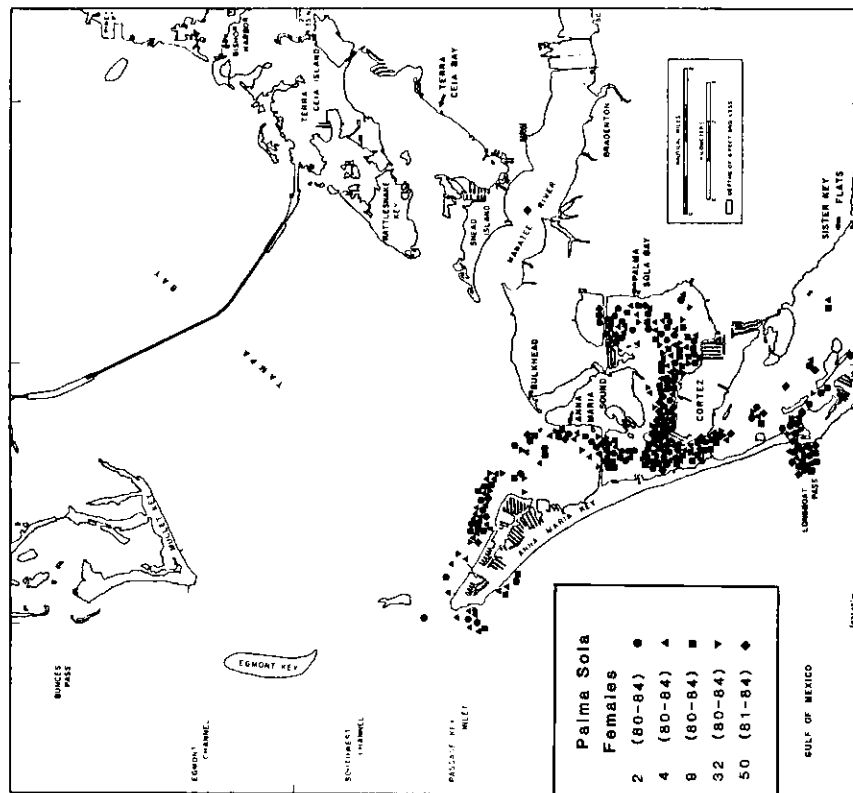 BISHOP
HARBOR
TERRA
CEIA ISLAND
TERRA
CEIA BAY
RATTLESNAKE
KEY
SNEAD
ISLAND
MANATEE RIVER
BRADENTON
NAUTICAL MILES
KILOMETERS
TAMPA BAY
BULKHEAD
PALMA
SOLA BAY
ANNA
MARIA
SOUND
CORTEZ
SISTER KEY
FLATS
MULLET KEY
BUNCES
PASS
EGMONT KEY
EGMONT
CHANNEL
SOUTHWEST
CHANNEL
PASSAGE KEY
INLET
ANNA MARIA KEY
LONGBOAT
PASS
GULF OF MEXICO
Palma Sola
Females
2 (80-84)
4 (80-84)
9 (80-84)
32 (80-84)
50 (81-84)